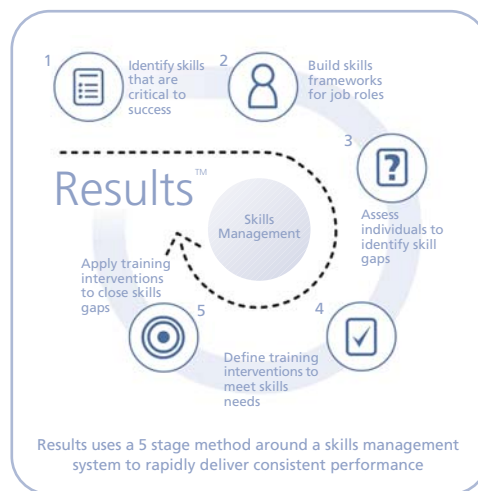 1
Identify skills
that are
critical to
success
2
Build skills
frameworks
for job roles
3
Assess
individuals to
identify skill
gaps
Results™
Skills
Management
4
Define training
interventions to
meet skills
needs
5
Apply training
interventions
to close skills
gaps
Results uses a 5 stage method around a skills management
system to rapidly deliver consistent performance